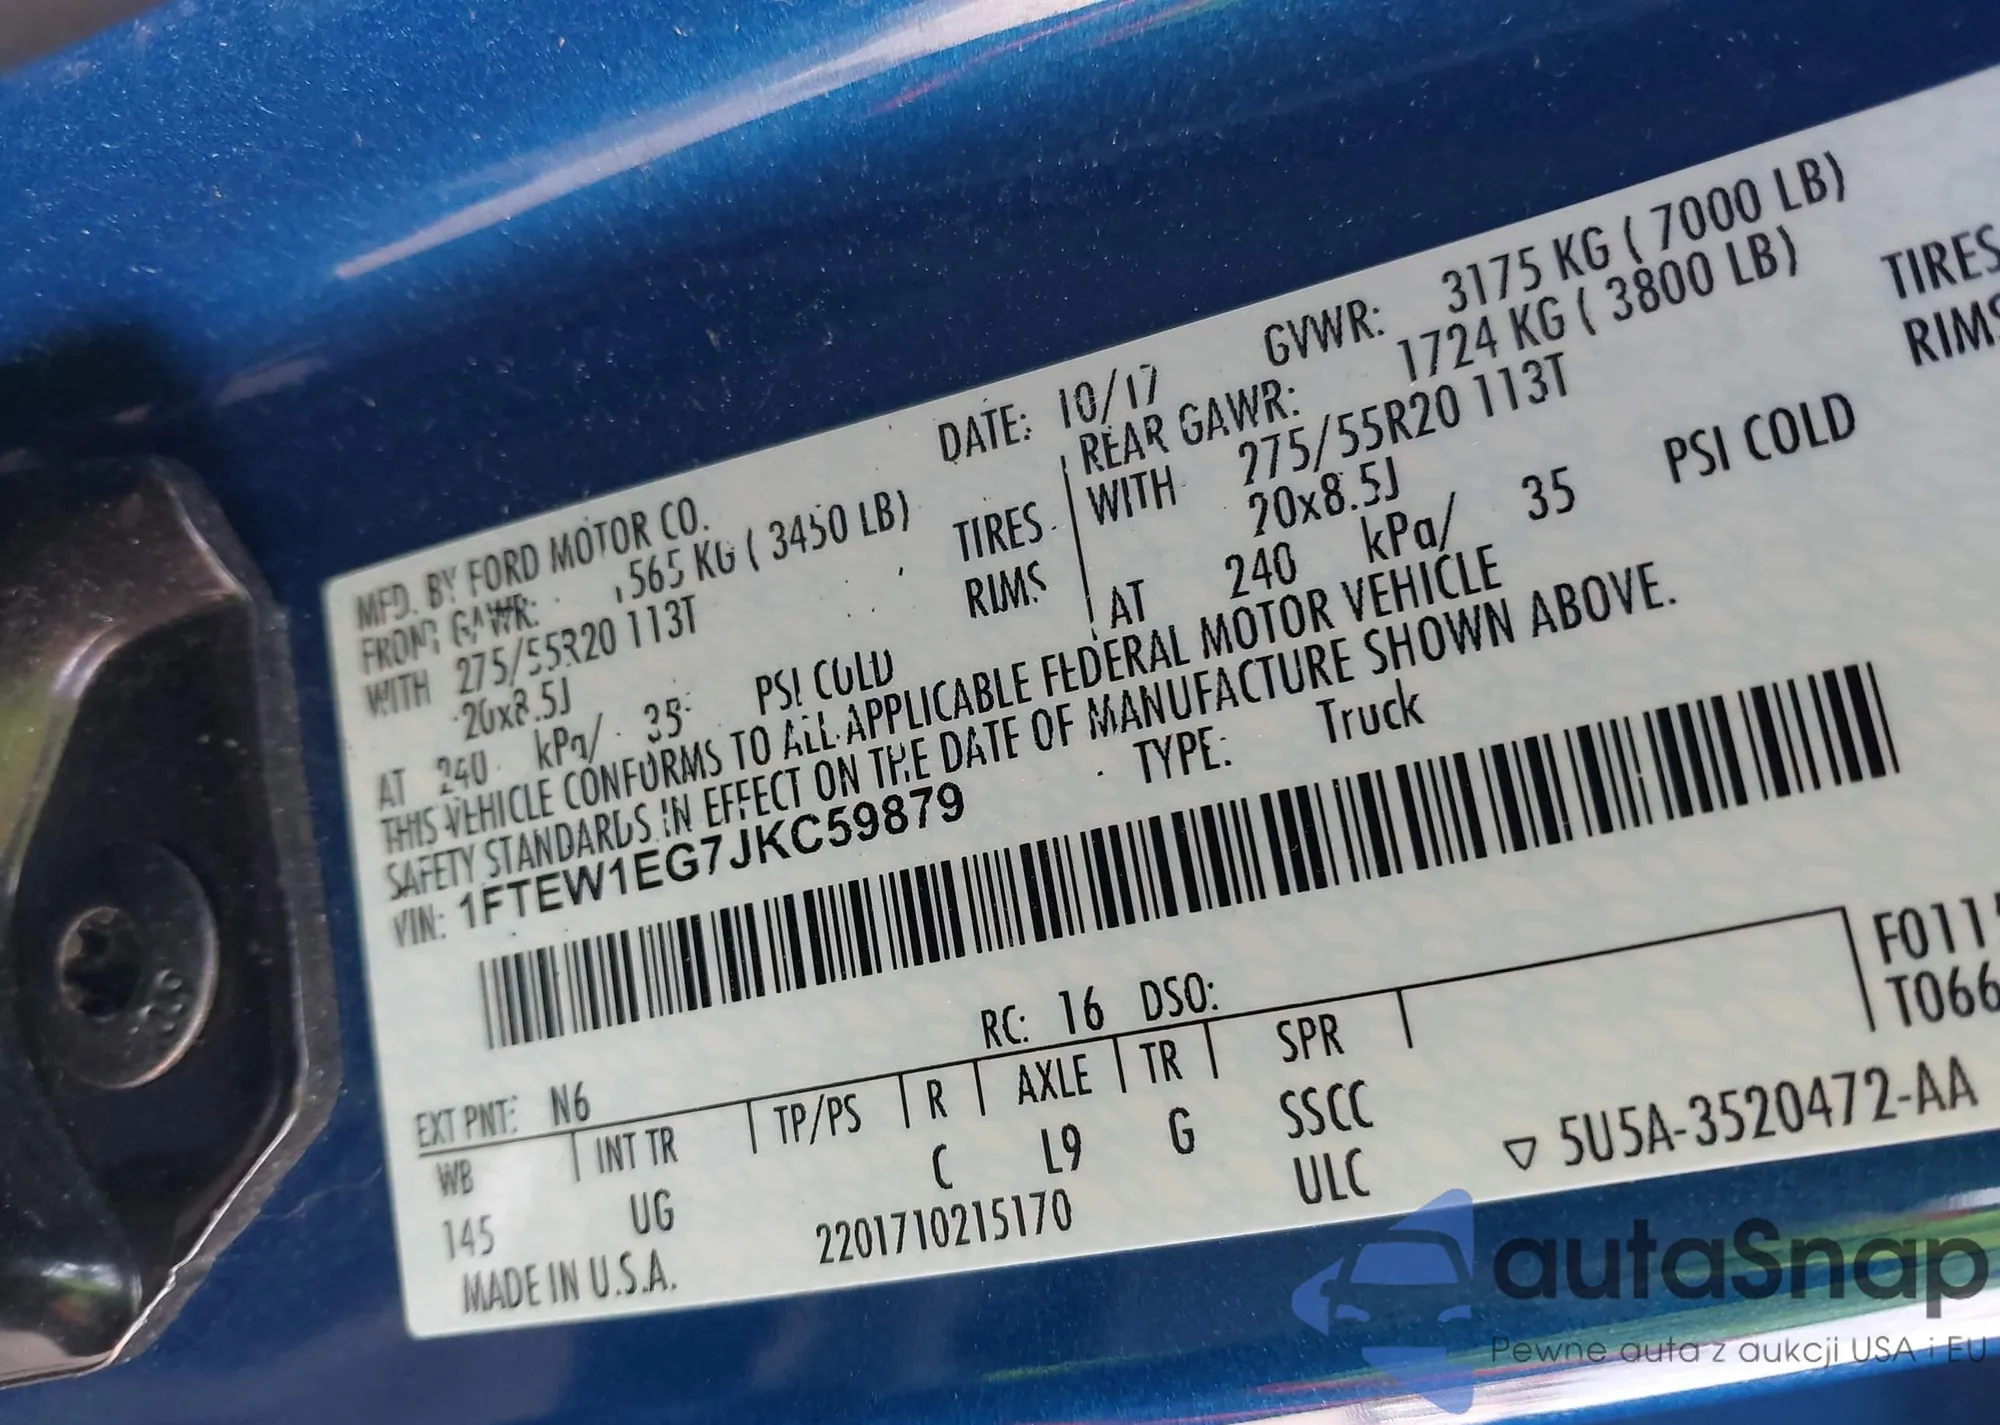 MFD. BY FORD MOTOR CO. DATE: 10/17 GVWR: 3175 KG ( 7000 LB)
FRONT GAWR: 1565 KG ( 3450 LB) REAR GAWR: 1724 KG ( 3800 LB)
WITH 275/55R20 113T TIRES WITH 275/55R20 113T TIRES
20x8.5J RIMS 20x8.5J RIMS
AT 240 kPa/ 35 PSI COLD AT 240 kPa/ 35 PSI COLD
THIS VEHICLE CONFORMS TO ALL APPLICABLE FEDERAL MOTOR VEHICLE
SAFETY STANDARDS IN EFFECT ON THE DATE OF MANUFACTURE SHOWN ABOVE.
VIN: 1FTEW1EG7JKC59879 TYPE: Truck
F011
T066
EXT PNT: N6 RC: 16 DSO:
WB INT TR TP/PS R AXLE TR SPR
145 UG C L9 G SSCC
MADE IN U.S.A. 2201710215170 ULC ▽ 5U5A-3520472-AA
autaSnap
Pewne auta z aukcji USA i EU